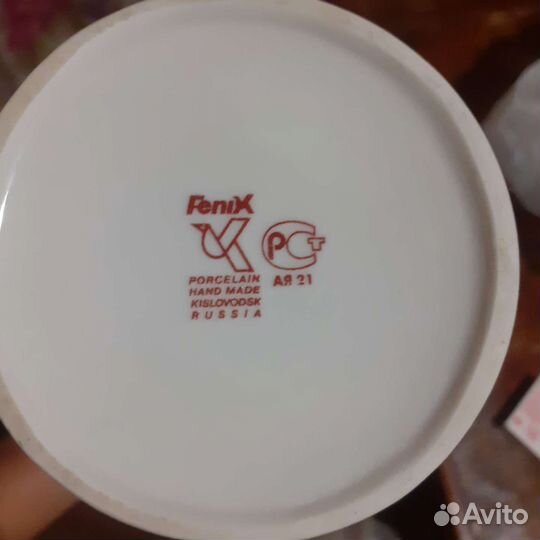 FeniX
РСТ
АЯ 21
PORCELAIN
HAND MADE
KISLOVODSK
RUSSIA
Avito